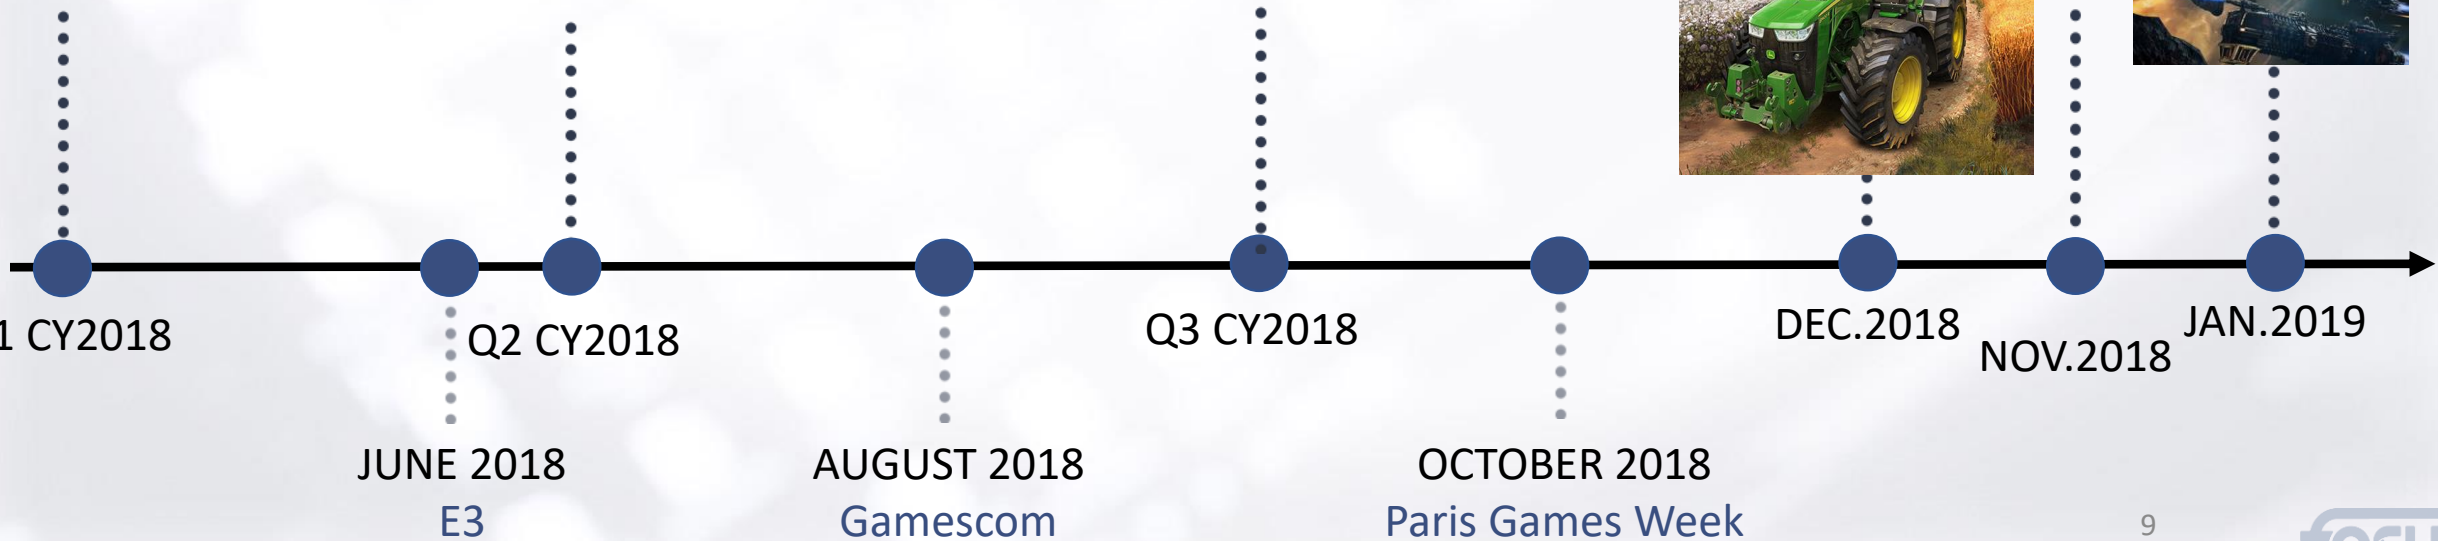 1 CY2018
Q2 CY2018
Q3 CY2018
DEC.2018
NOV.2018
JAN.2019
JUNE 2018
E3
AUGUST 2018
Gamescom
OCTOBER 2018
Paris Games Week
9